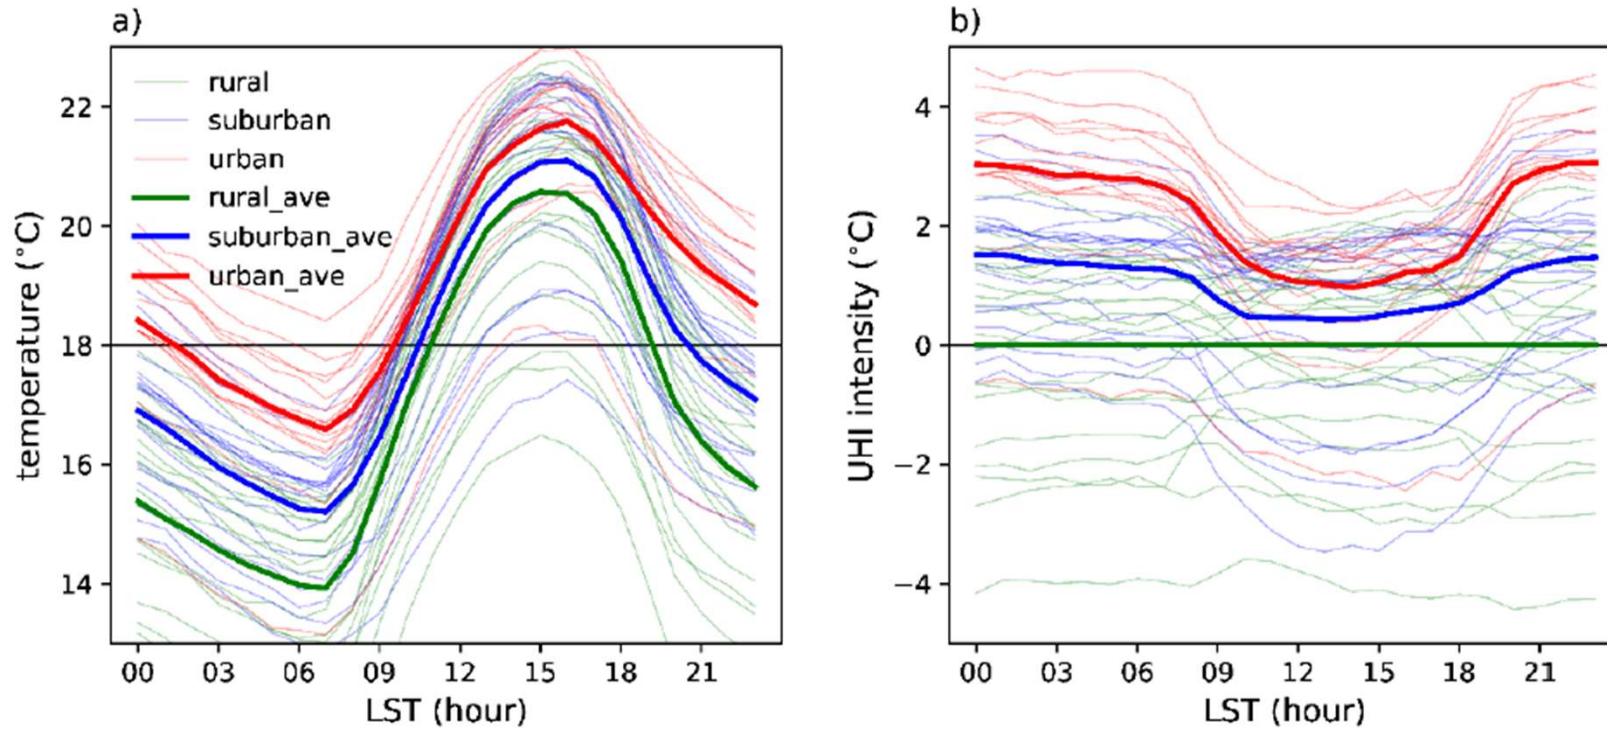 a)
temperature (°C)
22
20
18
16
14
rural
suburban
urban
rural_ave
suburban_ave
urban_ave
00 03 06 09 12 15 18 21
LST (hour)
b)
UHI intensity (°C)
4
2
0
−2
−4
00 03 06 09 12 15 18 21
LST (hour)